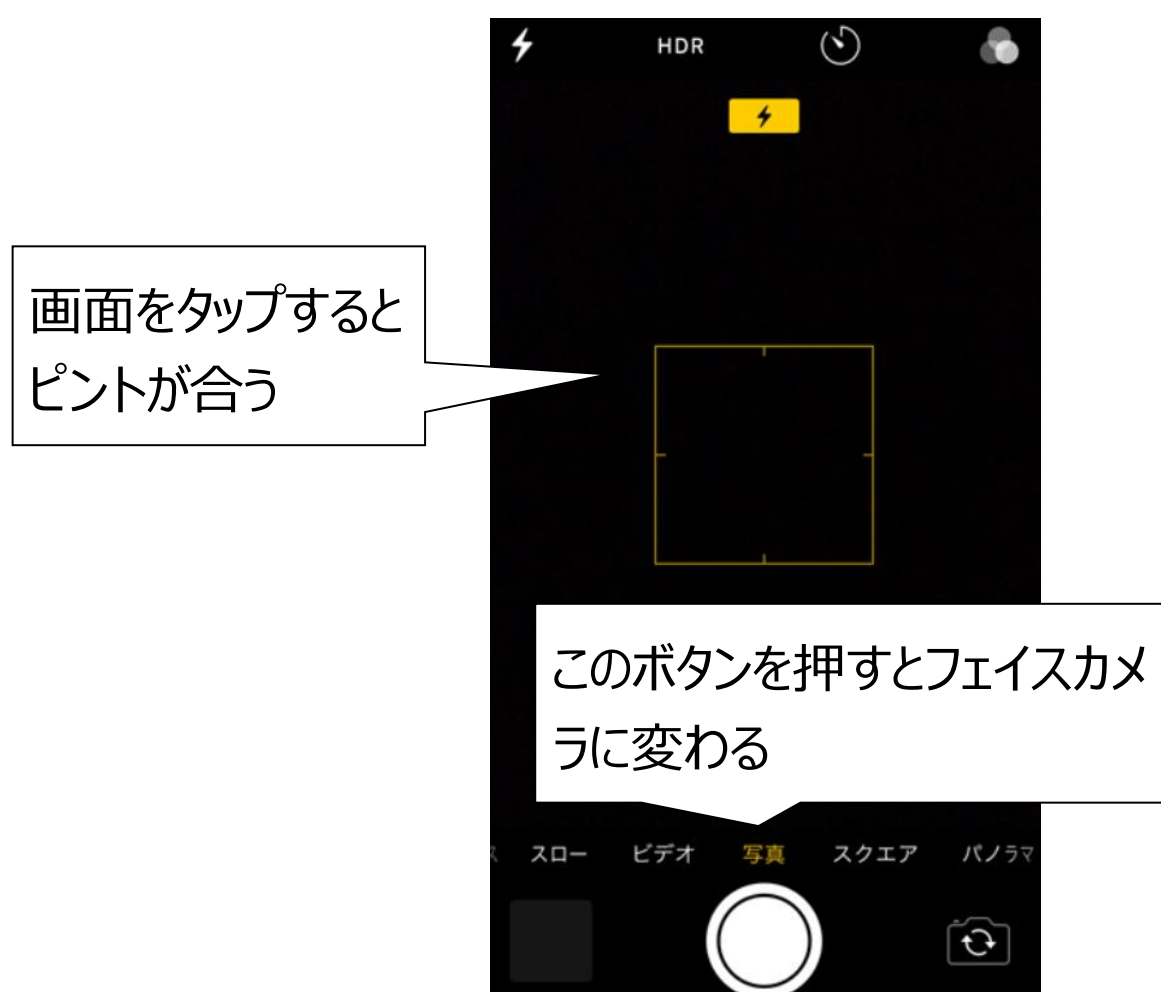 HDR
画面をタップすると
ピントが合う
このボタンを押すとフェイスカメ
ラに変わる
ス スロー ビデオ 写真 スクエア パノラマ